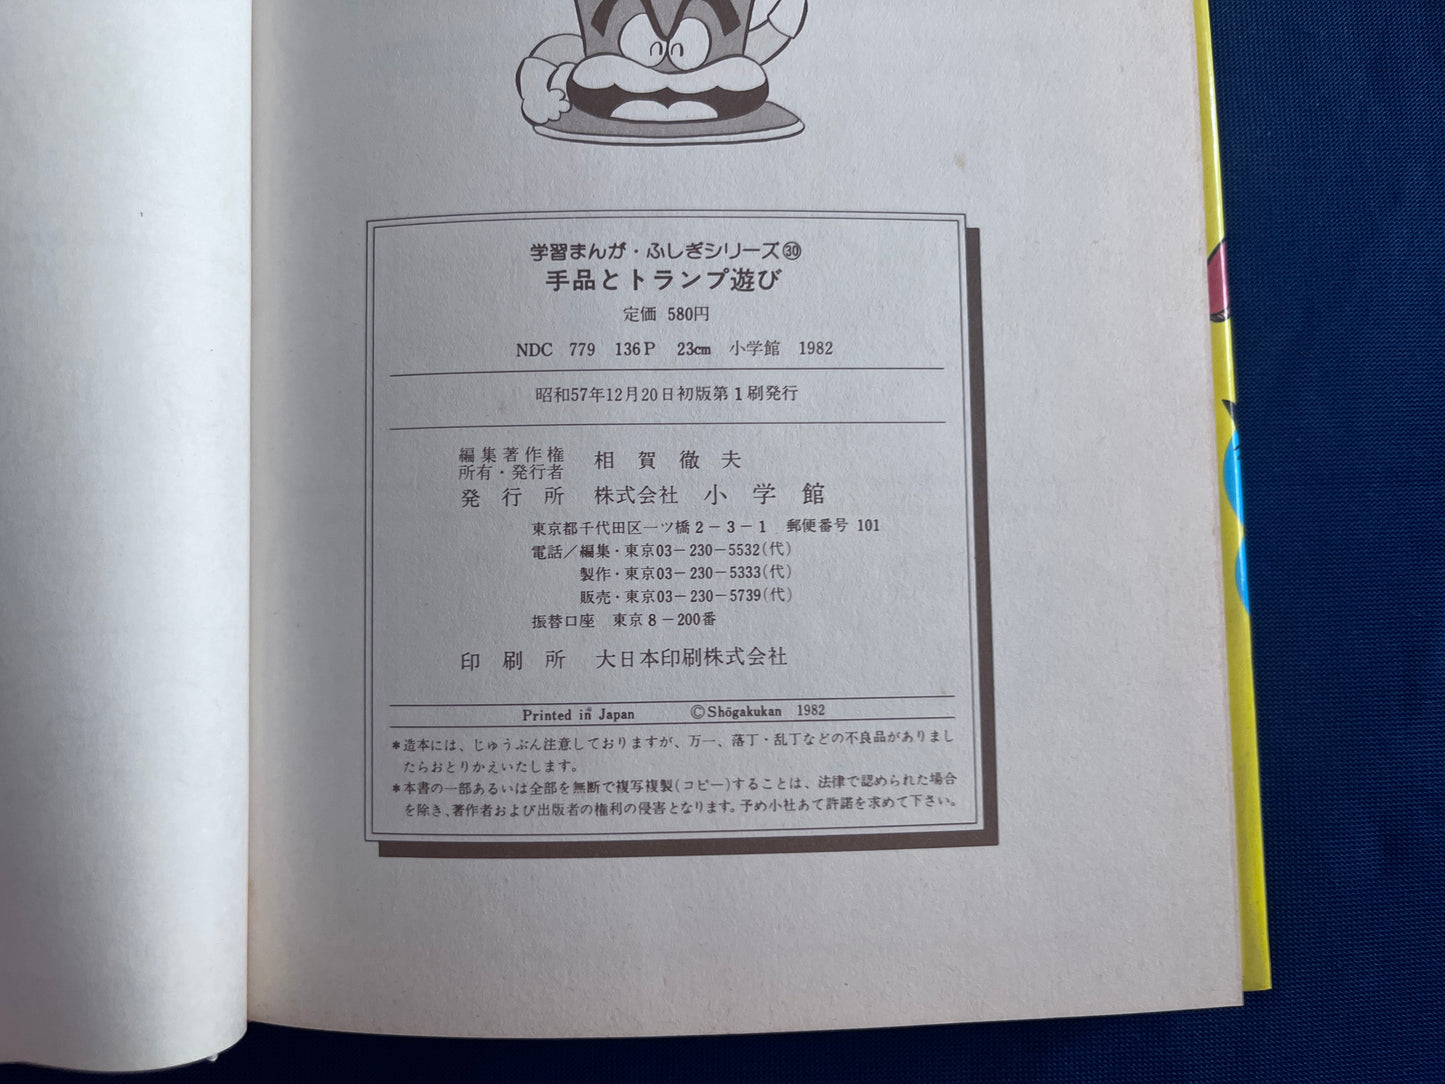 学習まんが・ふしぎシリーズ㉚
手品とトランプ遊び
定価 580円
NDC 779 136P 23cm 小学館 1982
昭和57年12月20日初版第1刷発行
編集著作権
所有・発行者 相賀徹夫
発行所 株式会社 小学館
東京都千代田区一ツ橋2－3－1 郵便番号 101
電話／編集・東京03－230－5532(代)
製作・東京03－230－5333(代)
販売・東京03－230－5739(代)
振替口座 東京8－200番
印刷所 大日本印刷株式会社
Printed in Japan ©Shōgakukan 1982
＊造本には、じゅうぶん注意しておりますが、万一、落丁・乱丁などの不良品がありまし
たらおとりかえいたします。
＊本書の一部あるいは全部を無断で複写複製(コピー)することは、法律で認められた場合
を除き、著作者および出版者の権利の侵害となります。予め小社あて許諾を求めて下さい。